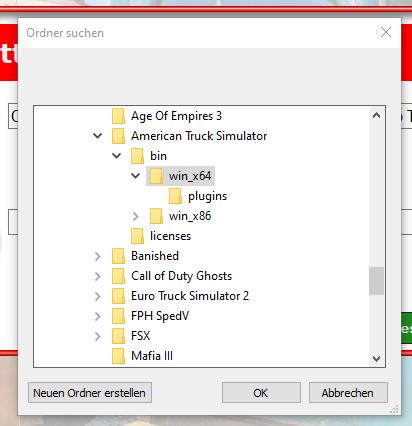 Ordner suchen
Age Of Empires 3
American Truck Simulator
bin
win_x64
plugins
win_x86
licenses
Banished
Call of Duty Ghosts
Euro Truck Simulator 2
FPH SpedV
FSX
Mafia III
Neuen Ordner erstellen
OK
Abbrechen